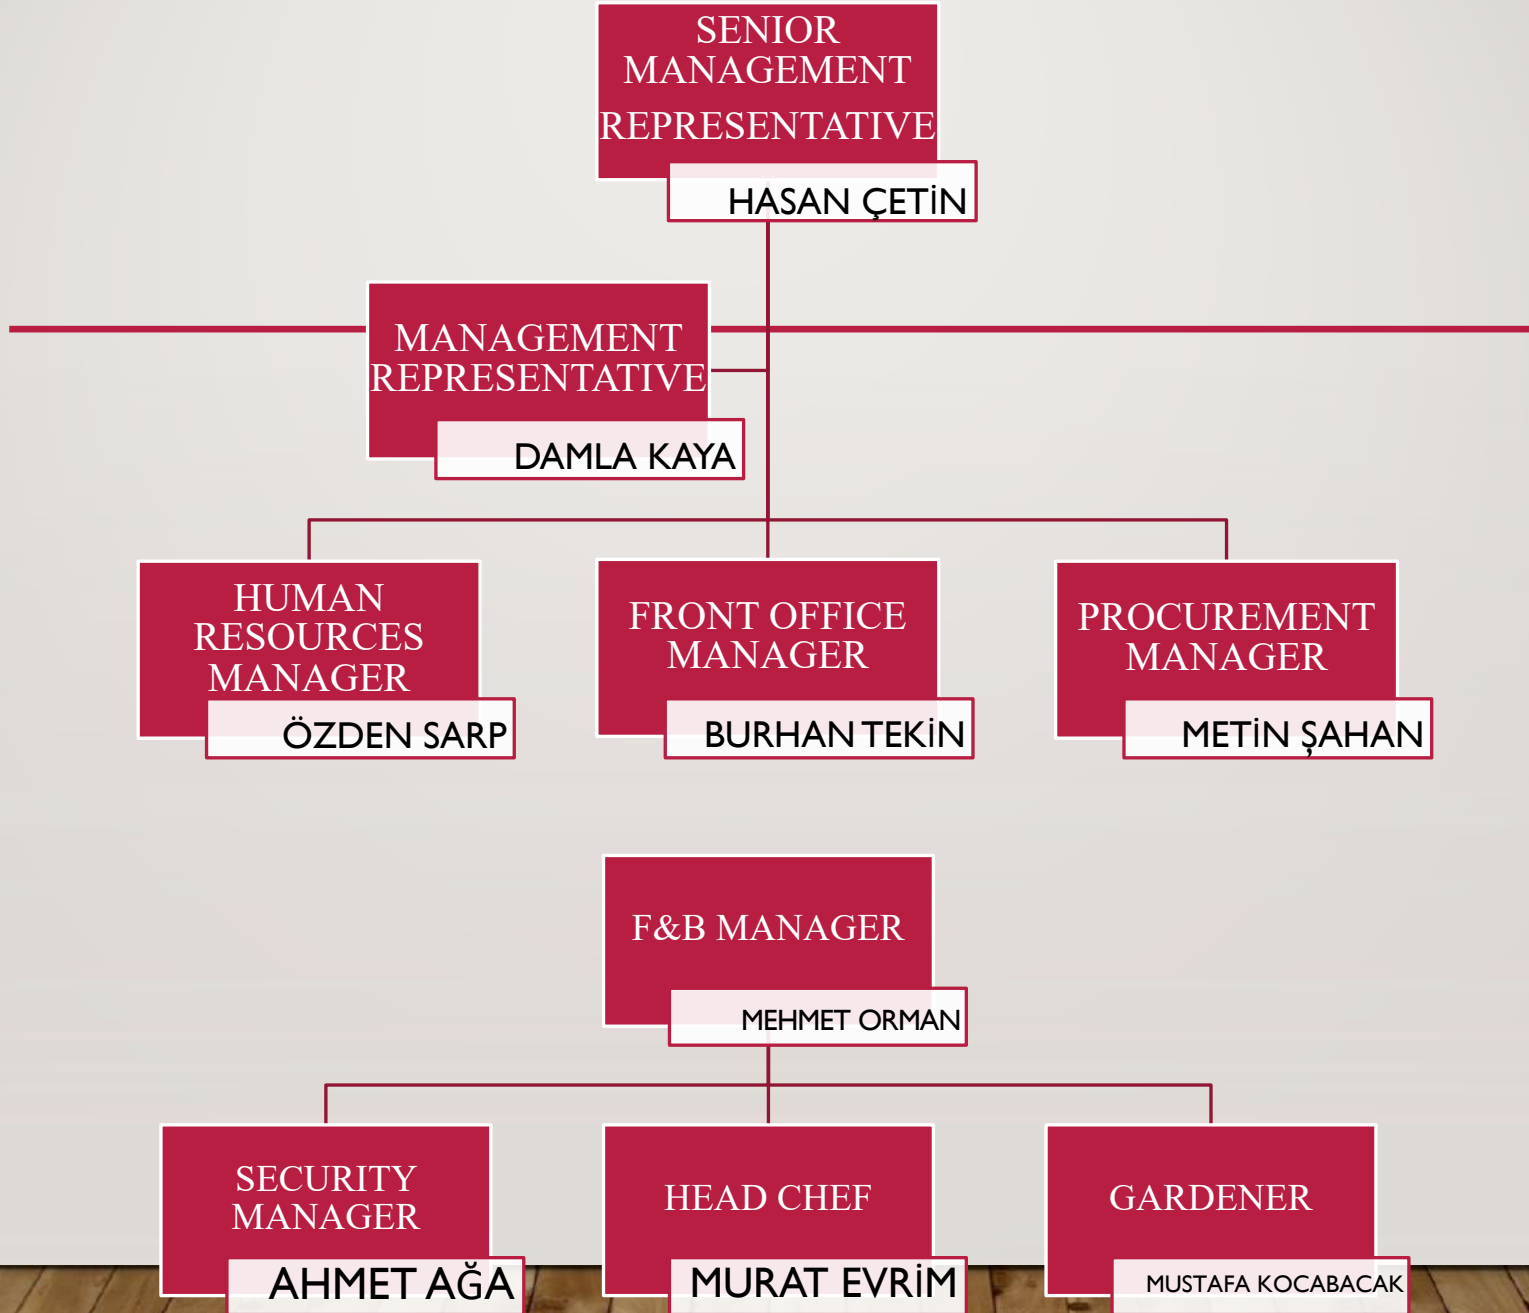 SENIOR
MANAGEMENT
REPRESENTATIVE
HASAN ÇETİN
MANAGEMENT
REPRESENTATIVE
DAMLA KAYA
HUMAN
RESOURCES
MANAGER
ÖZDEN SARP
FRONT OFFICE
MANAGER
BURHAN TEKİN
PROCUREMENT
MANAGER
METİN ŞAHAN
F&B MANAGER
MEHMET ORMAN
SECURITY
MANAGER
AHMET AĞA
HEAD CHEF
MURAT EVRİM
GARDENER
MUSTAFA KOCABACAK